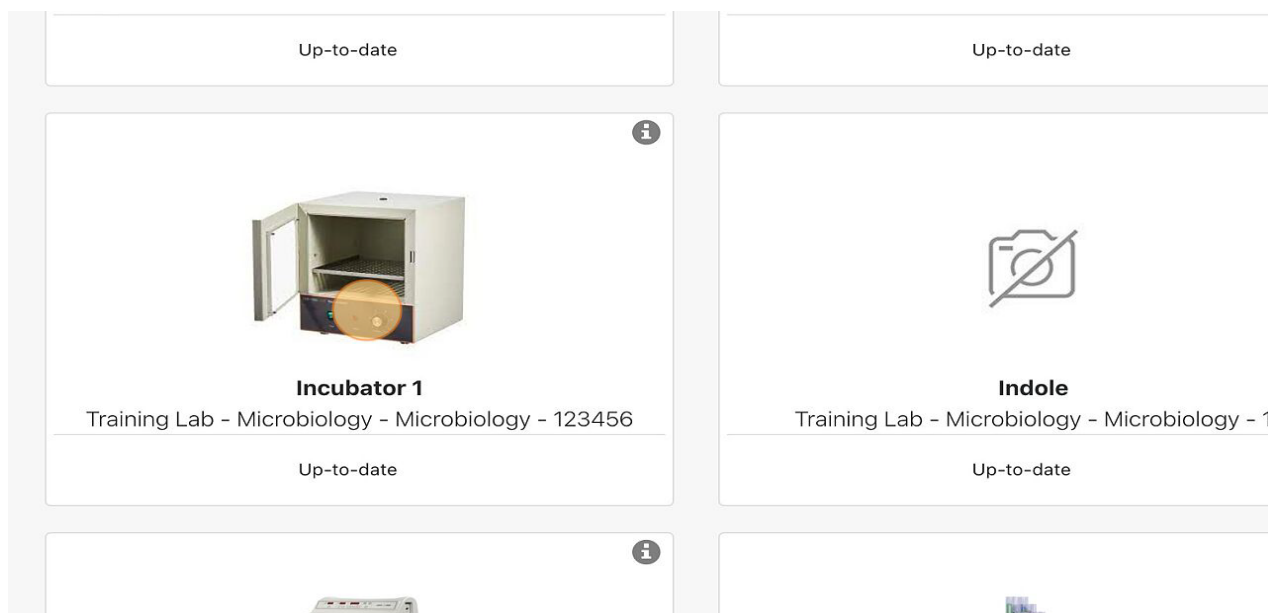 Up-to-date
Up-to-date
Incubator 1
Training Lab - Microbiology - Microbiology - 123456
Up-to-date
Indole
Training Lab - Microbiology - Microbiology - 1
Up-to-date